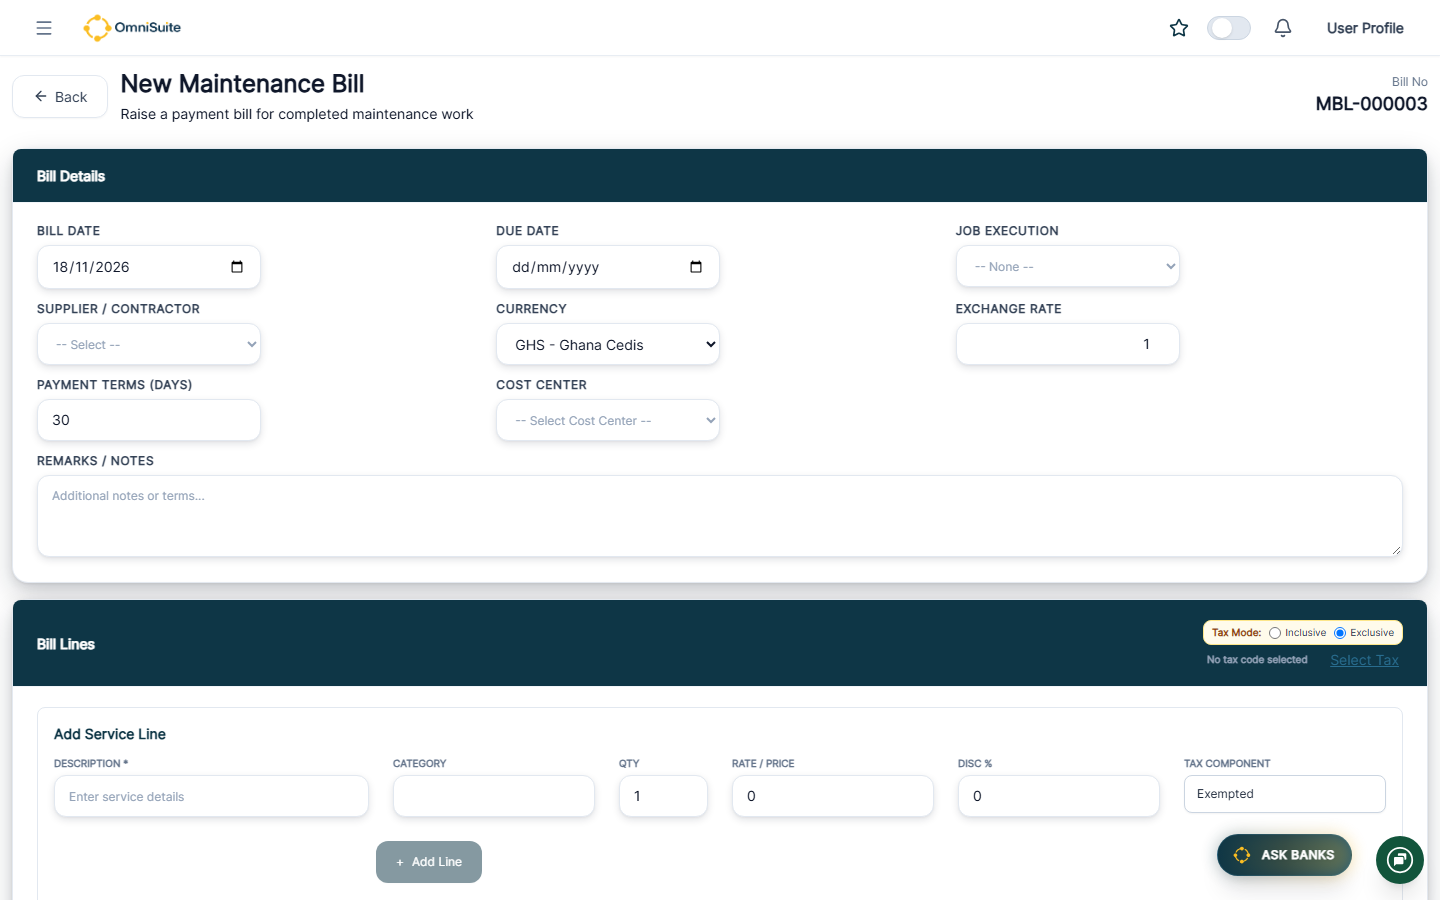 OmniSuite
User Profile
Back
New Maintenance Bill
Raise a payment bill for completed maintenance work
Bill No
MBL-000003
Bill Details
BILL DATE
18/11/2026
DUE DATE
dd/mm/yyyy
JOB EXECUTION
-- None --
SUPPLIER / CONTRACTOR
-- Select --
CURRENCY
GHS - Ghana Cedis
EXCHANGE RATE
1
PAYMENT TERMS (DAYS)
30
COST CENTER
-- Select Cost Center --
REMARKS / NOTES
Additional notes or terms...
Bill Lines
Tax Mode: Inclusive Exclusive
No tax code selected Select Tax
Add Service Line
DESCRIPTION *
Enter service details
CATEGORY
QTY
1
RATE / PRICE
0
DISC %
0
TAX COMPONENT
Exempted
+ Add Line
ASK BANKS